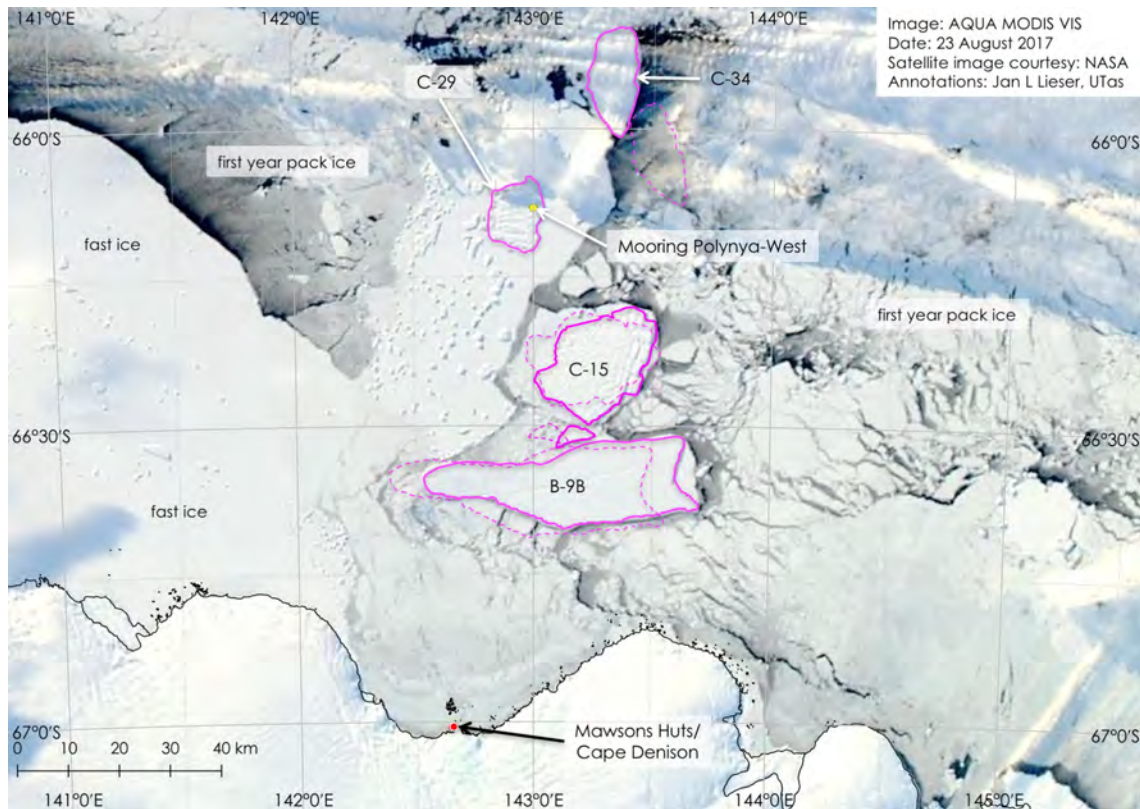 141°0'E
142°0'E
143°0'E
144°0'E
Image: AQUA MODIS VIS
Date: 23 August 2017
Satellite image courtesy: NASA
Annotations: Jan L Lieser, UTas
C-29
C-34
66°0'S
66°0'S
first year pack ice
fast ice
Mooring Polynya-West
first year pack ice
C-15
66°30'S
66°30'S
B-9B
fast ice
67°0'S
Mawsons Huts/
Cape Denison
67°0'S
0 10 20 30 40 km
141°0'E
142°0'E
143°0'E
144°0'E
145°0'E